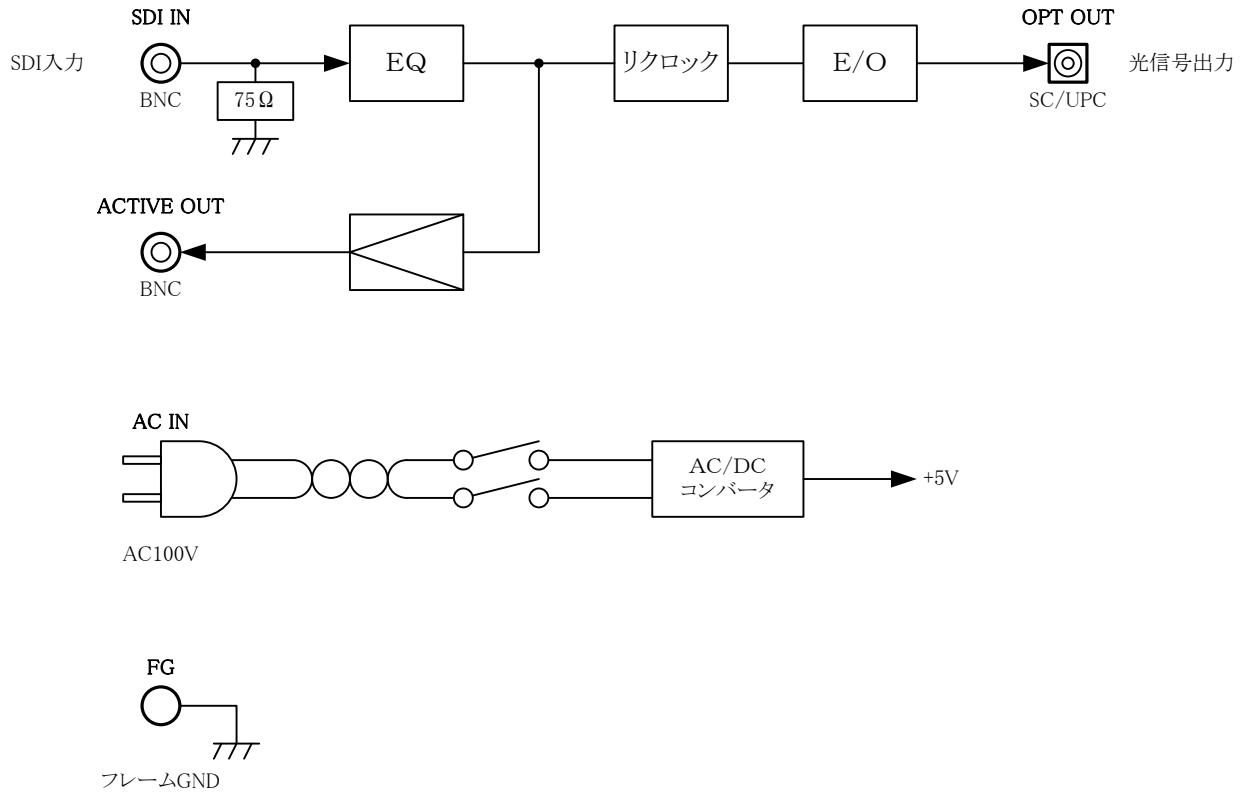 SDI IN
OPT OUT
SDI入力
EQ
リクロック
E/O
光信号出力
BNC
75Ω
SC/UPC
ACTIVE OUT
BNC
AC IN
AC/DC
コンバータ
+5V
AC100V
FG
フレームGND